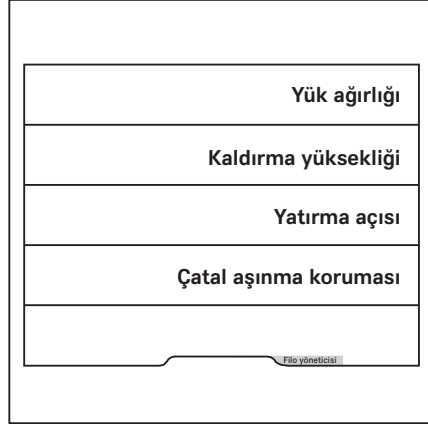 Yük ağırlığı
Kaldırma yüksekliği
Yatırma açısı
Çatal aşınma koruması
Filo yöneticisi